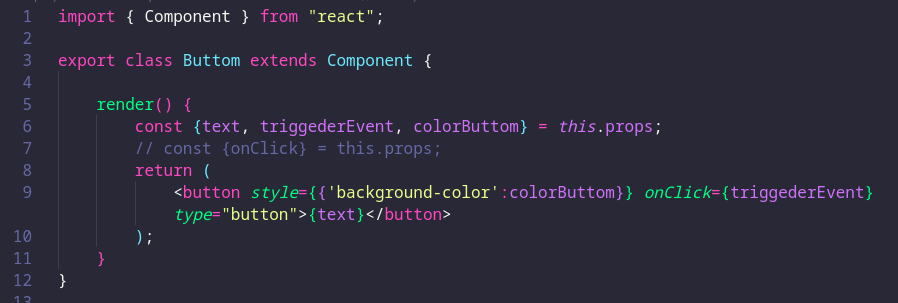 1 import { Component } from "react";
2
3 export class Buttom extends Component {
4
5 render() {
6 const {text, triggederEvent, colorButtom} = this.props;
7 // const {onClick} = this.props;
8 return (
9 <button style={{'background-color':colorButtom}} onClick={triggederEvent}
type="button">{text}</button>
10 );
11 }
12 }
13